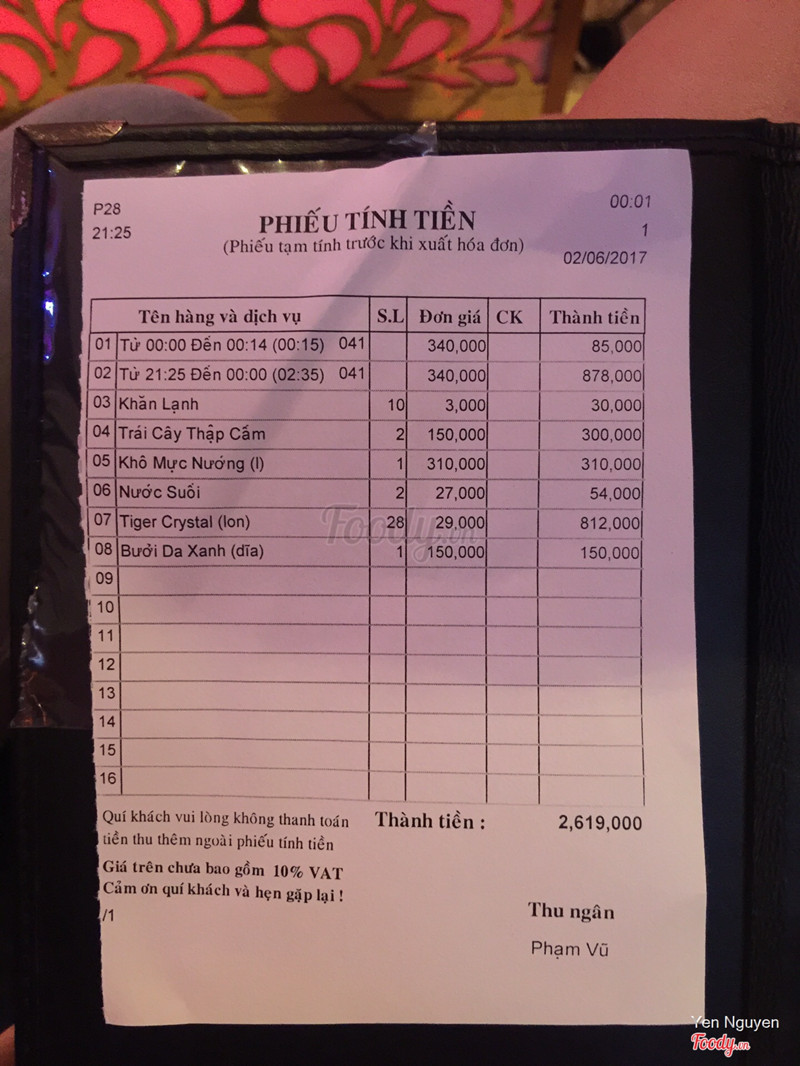 P28
21:25
PHIẾU TÍNH TIỀN
(Phiếu tạm tính trước khi xuất hóa đơn)
00:01
1
02/06/2017
Tên hàng và dịch vụ S.L Đơn giá CK Thành tiền
01 Từ 00:00 Đến 00:14 (00:15) 041 340,000 85,000
02 Từ 21:25 Đến 00:00 (02:35) 041 340,000 878,000
03 Khăn Lạnh 10 3,000 30,000
04 Trái Cây Thập Cẩm 2 150,000 300,000
05 Khô Mực Nướng (l) 1 310,000 310,000
06 Nước Suối 2 27,000 54,000
07 Tiger Crystal (lon) 28 29,000 812,000
08 Bưởi Da Xanh (dĩa) 1 150,000 150,000
09
10
11
12
13
14
15
16
Foody.vn
Quí khách vui lòng không thanh toán
tiền thu thêm ngoài phiếu tính tiền
Thành tiền : 2,619,000
Giá trên chưa bao gồm 10% VAT
Cảm ơn quí khách và hẹn gặp lại !
/1
Thu ngân
Phạm Vũ
Yen Nguyen
Foody.vn